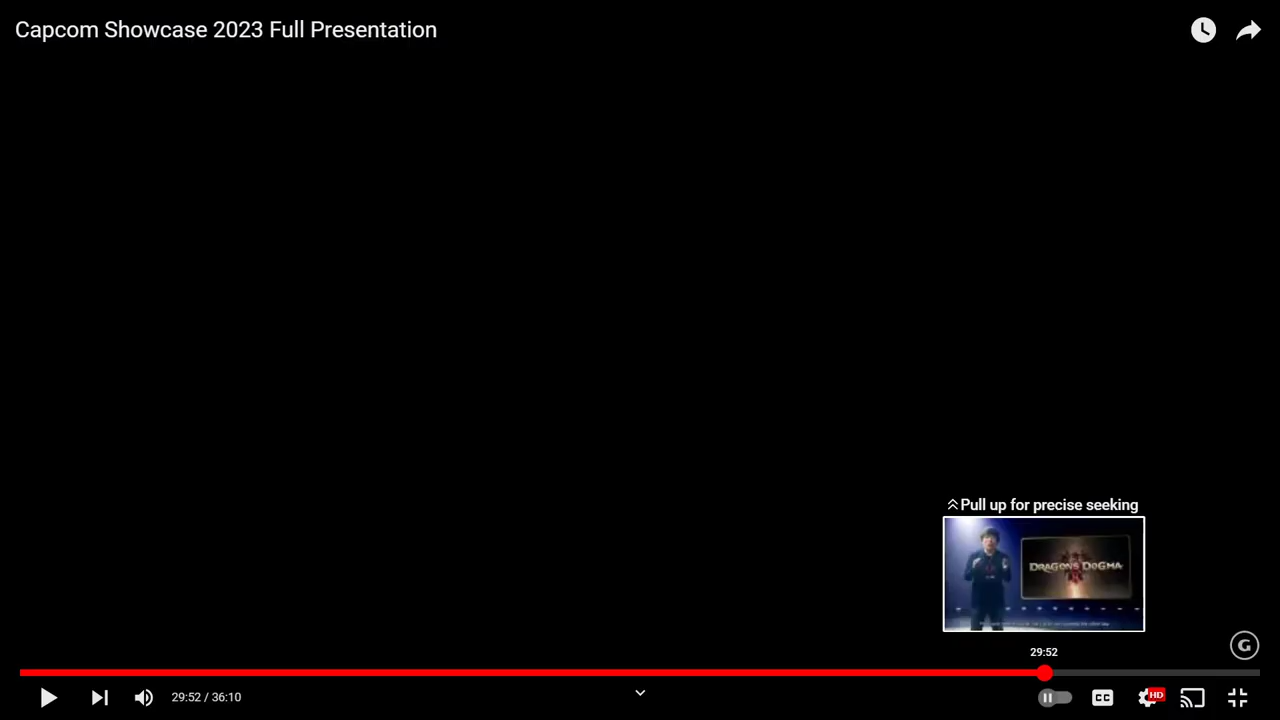 Capcom Showcase 2023 Full Presentation
Pull up for precise seeking
DRAGON'S DOGMA
29:52
29:52 / 36:10
CC
HD
G